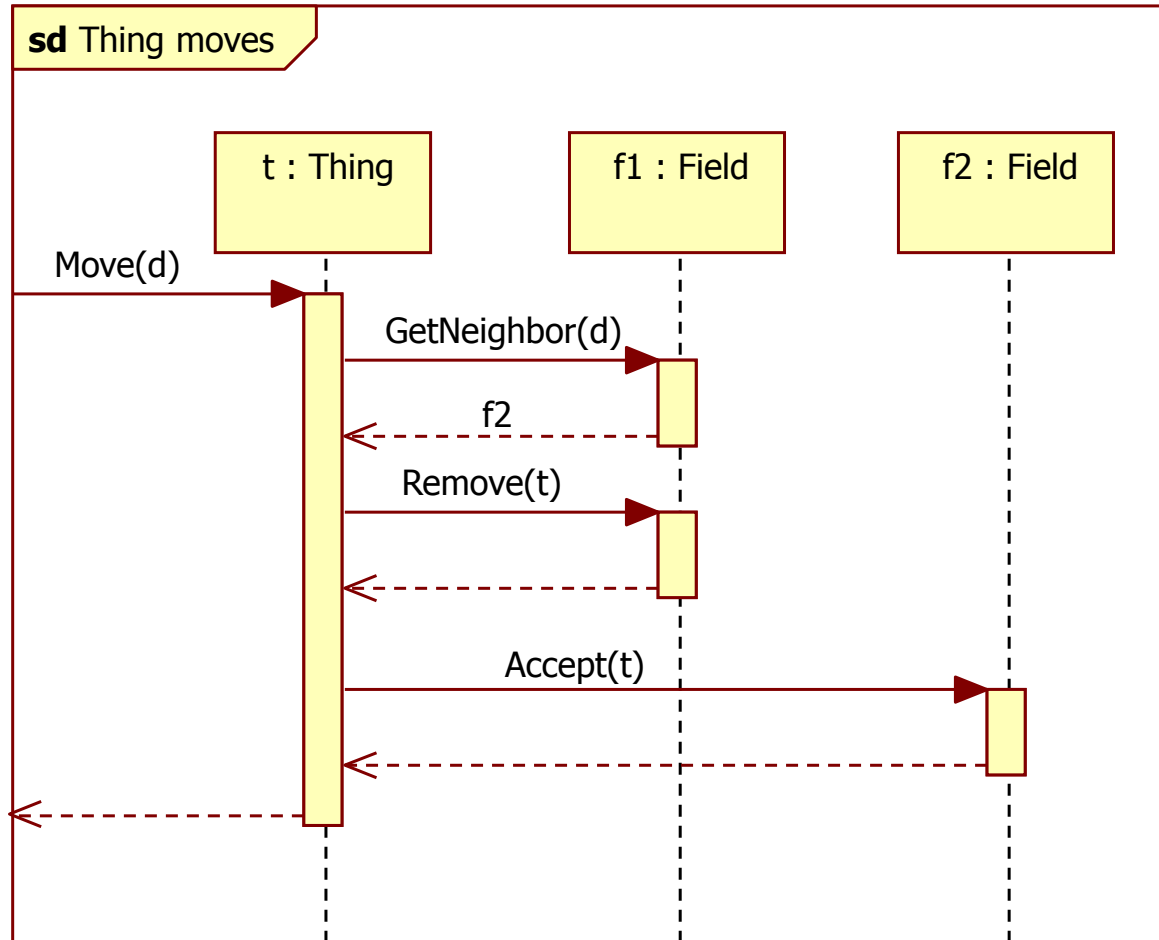 sd Thing moves
t : Thing
f1 : Field
f2 : Field
Move(d)
GetNeighbor(d)
f2
Remove(t)
Accept(t)